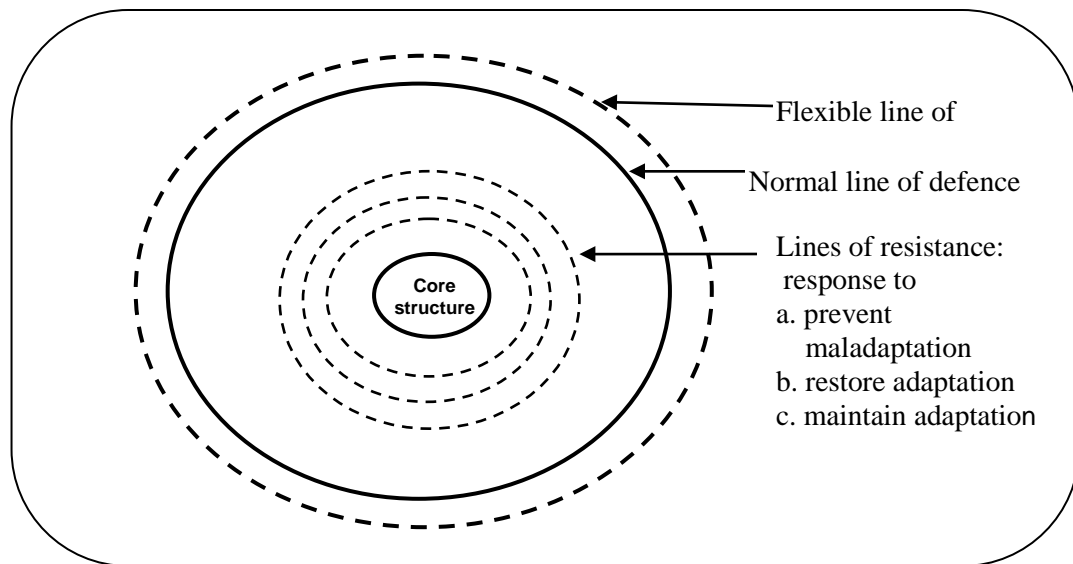 Flexible line of
Normal line of defence
Lines of resistance:
response to
a. prevent
maladaptation
b. restore adaptation
c. maintain adaptation
Core
structure